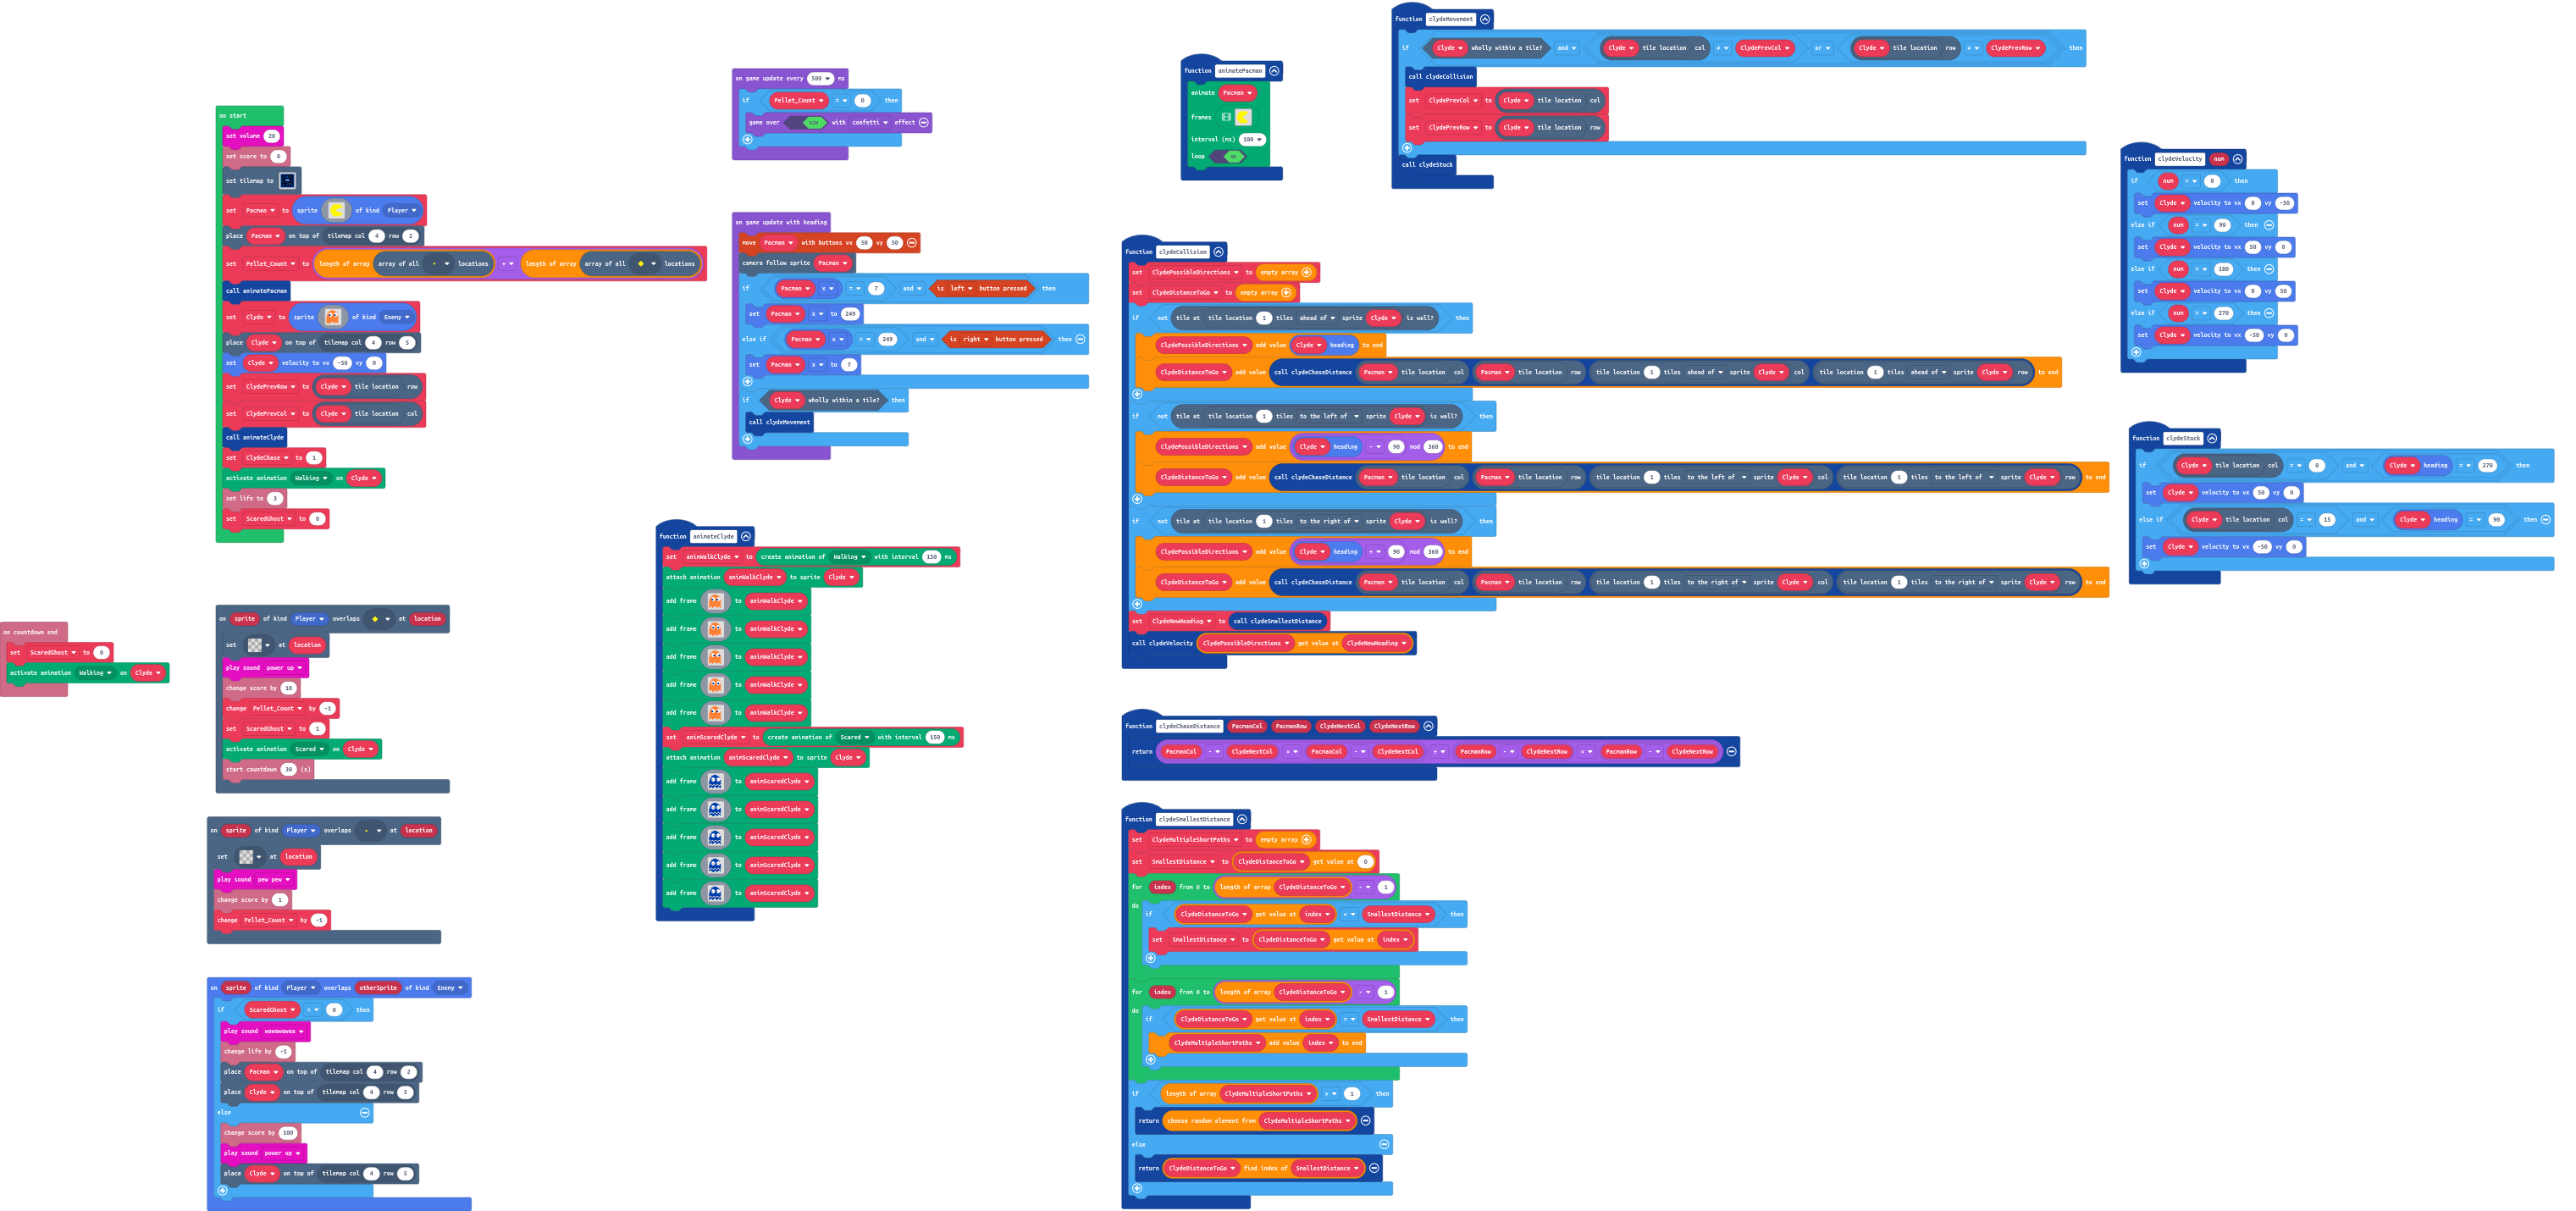 on start
set volume 20
set score to 0
set tilemap to
set Pacman to sprite of kind Player
place Pacman on top of tilemap col 4 row 2
set Pellet_Count to length of array array of all locations + length of array array of all locations
call animatePacman
set Clyde to sprite of kind Enemy
place Clyde on top of tilemap col 4 row 5
set Clyde velocity to vx -50 vy 0
set ClydePrevRow to Clyde tile location row
set ClydePrevCol to Clyde tile location col
call animateClyde
set ClydeChase to 1
activate animation Walking on Clyde
set life to 3
set ScaredGhost to 0
on countdown end
set ScaredGhost to 0
activate animation Walking on Clyde
on sprite of kind Player overlaps at location
set at location
play sound power up
change score by 10
change Pellet_Count by -1
set ScaredGhost to 1
activate animation Scared on Clyde
start countdown 30 (s)
on sprite of kind Player overlaps at location
set at location
play sound pew pew
change score by 1
change Pellet_Count by -1
on sprite of kind Player overlaps otherSprite of kind Enemy
if ScaredGhost = 0 then
play sound wawawawaa
change life by -1
place Pacman on top of tilemap col 4 row 2
place Clyde on top of tilemap col 4 row 5
else
change score by 100
play sound power up
place Clyde on top of tilemap col 4 row 5
on game update every 500 ms
if Pellet_Count = 0 then
game over WIN with confetti effect
on game update with heading
move Pacman with buttons vx 50 vy 50
camera follow sprite Pacman
if Pacman x = 7 and is left button pressed then
set Pacman x to 249
else if Pacman x = 249 and is right button pressed then
set Pacman x to 7
if Clyde wholly within a tile? then
call clydeMovement
function animateClyde
set animWalkClyde to create animation of Walking with interval 150 ms
attach animation animWalkClyde to sprite Clyde
add frame to animWalkClyde
add frame to animWalkClyde
add frame to animWalkClyde
add frame to animWalkClyde
add frame to animWalkClyde
set animScaredClyde to create animation of Scared with interval 150 ms
attach animation animScaredClyde to sprite Clyde
add frame to animScaredClyde
add frame to animScaredClyde
add frame to animScaredClyde
add frame to animScaredClyde
add frame to animScaredClyde
function animatePacman
animate Pacman
frames
interval (ms) 100
loop ON
function clydeMovement
if Clyde wholly within a tile? and Clyde tile location col ≠ ClydePrevCol or Clyde tile location row ≠ ClydePrevRow then
call clydeCollision
set ClydePrevCol to Clyde tile location col
set ClydePrevRow to Clyde tile location row
call clydeStuck
function clydeCollision
set ClydePossibleDirections to empty array
set ClydeDistanceToGo to empty array
if not tile at tile location 1 tiles ahead of sprite Clyde is wall? then
ClydePossibleDirections add value Clyde heading to end
ClydeDistanceToGo add value call clydeChaseDistance Pacman tile location col Pacman tile location row tile location 1 tiles ahead of sprite Clyde col tile location 1 tiles ahead of sprite Clyde row to end
if not tile at tile location 1 tiles to the left of sprite Clyde is wall? then
ClydePossibleDirections add value Clyde heading - 90 mod 360 to end
ClydeDistanceToGo add value call clydeChaseDistance Pacman tile location col Pacman tile location row tile location 1 tiles to the left of sprite Clyde col tile location 1 tiles to the left of sprite Clyde row to end
if not tile at tile location 1 tiles to the right of sprite Clyde is wall? then
ClydePossibleDirections add value Clyde heading + 90 mod 360 to end
ClydeDistanceToGo add value call clydeChaseDistance Pacman tile location col Pacman tile location row tile location 1 tiles to the right of sprite Clyde col tile location 1 tiles to the right of sprite Clyde row to end
set ClydeNewHeading to call clydeSmallestDistance
call clydeVelocity ClydePossibleDirections get value at ClydeNewHeading
function clydeChaseDistance PacmanCol PacmanRow ClydeNextCol ClydeNextRow
return PacmanCol - ClydeNextCol × PacmanCol - ClydeNextCol + PacmanRow - ClydeNextRow × PacmanRow - ClydeNextRow
function clydeSmallestDistance
set ClydeMultipleShortPaths to empty array
set SmallestDistance to ClydeDistanceToGo get value at 0
for index from 0 to length of array ClydeDistanceToGo - 1
do
if ClydeDistanceToGo get value at index < SmallestDistance then
set SmallestDistance to ClydeDistanceToGo get value at index
for index from 0 to length of array ClydeDistanceToGo - 1
do
if ClydeDistanceToGo get value at index = SmallestDistance then
ClydeMultipleShortPaths add value index to end
if length of array ClydeMultipleShortPaths > 1 then
return choose random element from ClydeMultipleShortPaths
else
return ClydeDistanceToGo find index of SmallestDistance
function clydeVelocity num
if num = 0 then
set Clyde velocity to vx 0 vy -50
else if num = 90 then
set Clyde velocity to vx 50 vy 0
else if num = 180 then
set Clyde velocity to vx 0 vy 50
else if num = 270 then
set Clyde velocity to vx -50 vy 0
function clydeStuck
if Clyde tile location col = 0 and Clyde heading = 270 then
set Clyde velocity to vx 50 vy 0
else if Clyde tile location col = 15 and Clyde heading = 90 then
set Clyde velocity to vx -50 vy 0